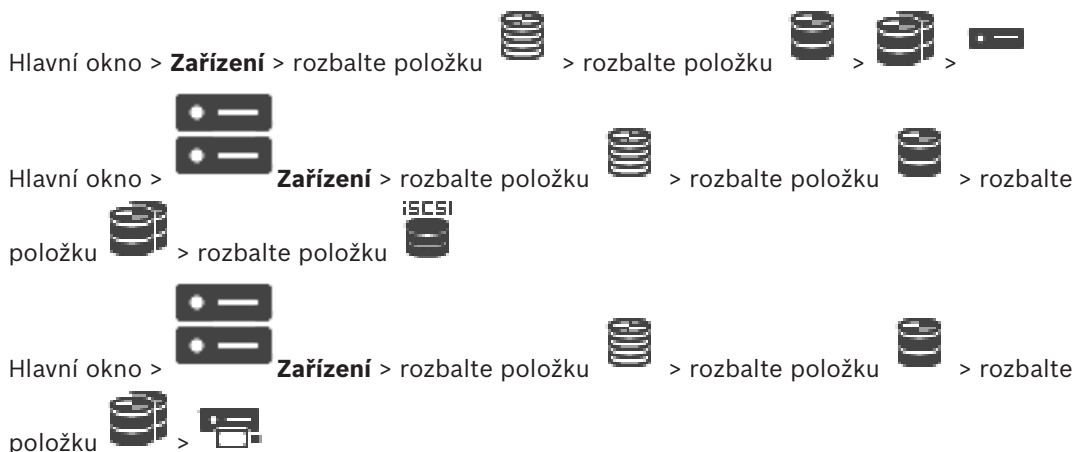 Hlavní okno > Zařízení > rozbalte položku > rozbalte položku > >
Hlavní okno > Zařízení > rozbalte položku > rozbalte položku > rozbalte
iSCSI
položku > rozbalte položku
Hlavní okno > Zařízení > rozbalte položku > rozbalte položku > rozbalte
položku >